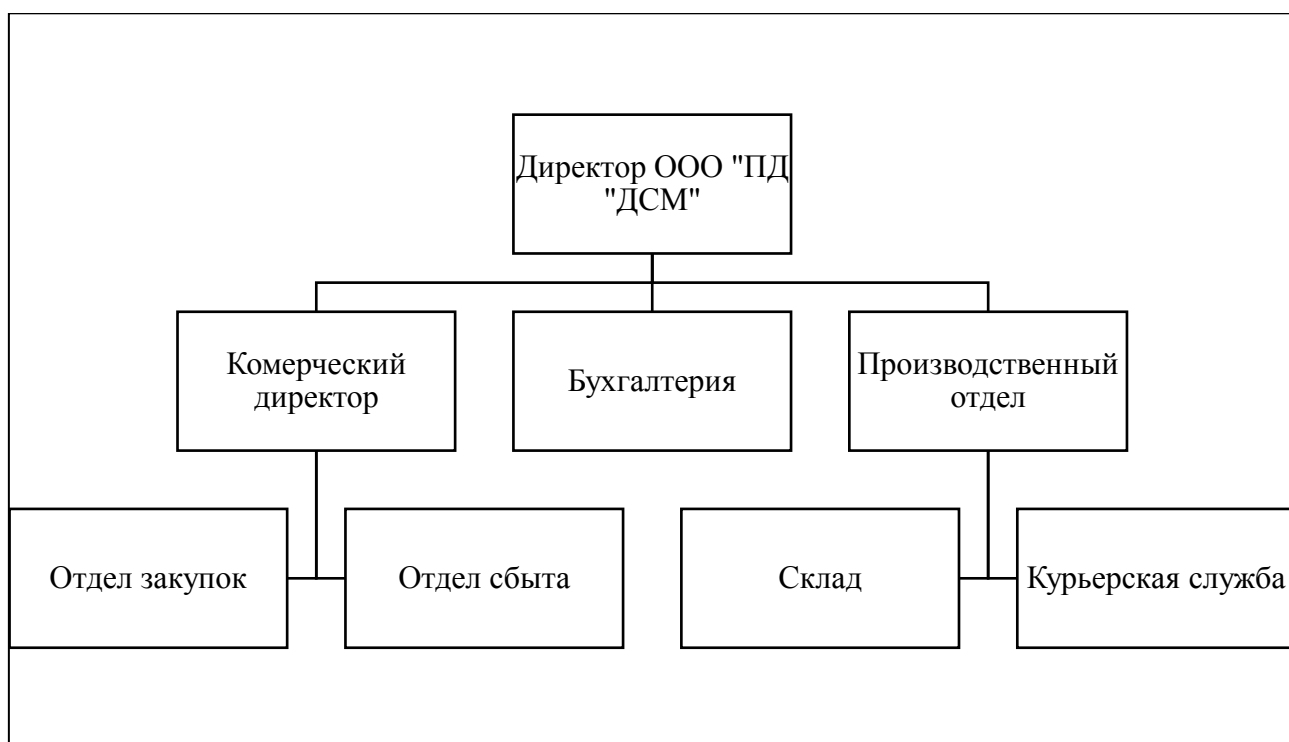 Директор ООО "ПД
"ДСМ"
Комерческий
директор
Бухгалтерия
Производственный
отдел
Отдел закупок
Отдел сбыта
Склад
Курьерская служба